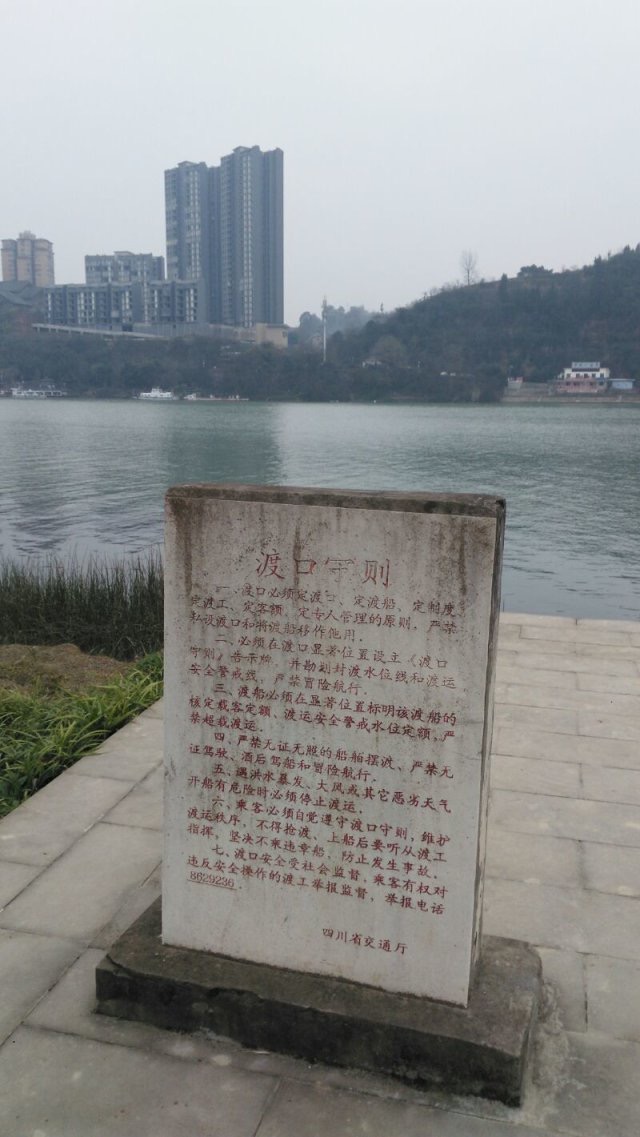 渡口守则
一、渡口必须定渡口、定渡船、定制度、
定渡工、定客额、定专人管理的原则，严禁
私设渡口和将渡船移作他用．
二、必须在渡口显著位置设立《渡口
守则》告示牌，并勘划封渡水位线和渡运
安全警戒线，严禁冒险航行．
三、渡船必须在显著位置标明该渡船的
核定载客定额、渡运安全警戒水位定额，严
禁超载渡运．
四、严禁无证无照的船舶摆渡、严禁无
证驾驶、酒后驾船和冒险航行．
五、遇洪水暴发、大风或其它恶劣天气
开船有危险时必须停止渡运．
六、乘客必须自觉遵守渡口守则，维护
渡运秩序，不得抢渡、上船后要听从渡工
指挥，坚决不乘违章船，防止发生事故．
七、渡口安全受社会监督，乘客有权对
违反安全操作的渡工举报监督，举报电话
8629236．
四川省交通厅